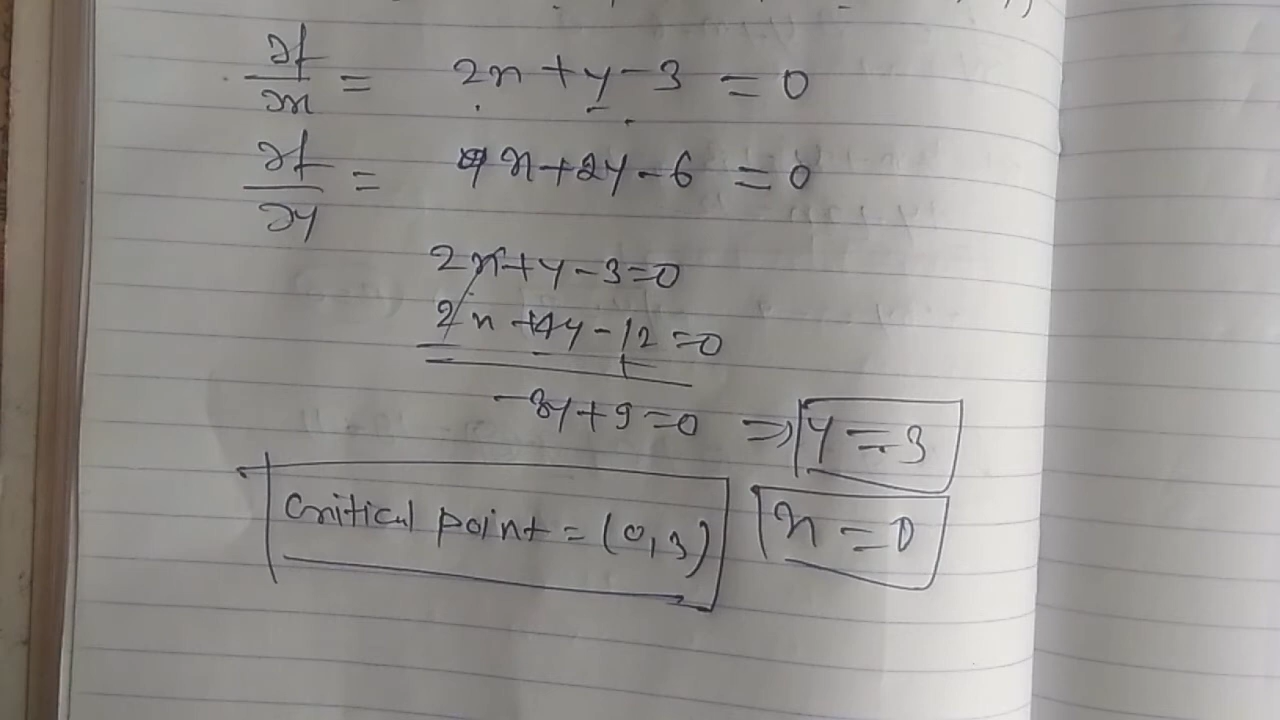 ∂f/∂x = 2x + y - 3 = 0
∂f/∂y = x + 2y - 6 = 0
2x + y - 3 = 0
2x + 4y - 12 = 0
-3y + 9 = 0 ⇒ y = 3
Critical point = (0, 3) x = 0